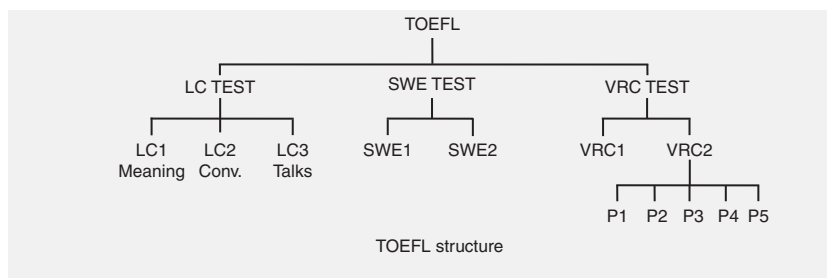 TOEFL
LC TEST SWE TEST VRC TEST
LC1 LC2 LC3 SWE1 SWE2 VRC1 VRC2
Meaning Conv. Talks
P1 P2 P3 P4 P5
TOEFL structure